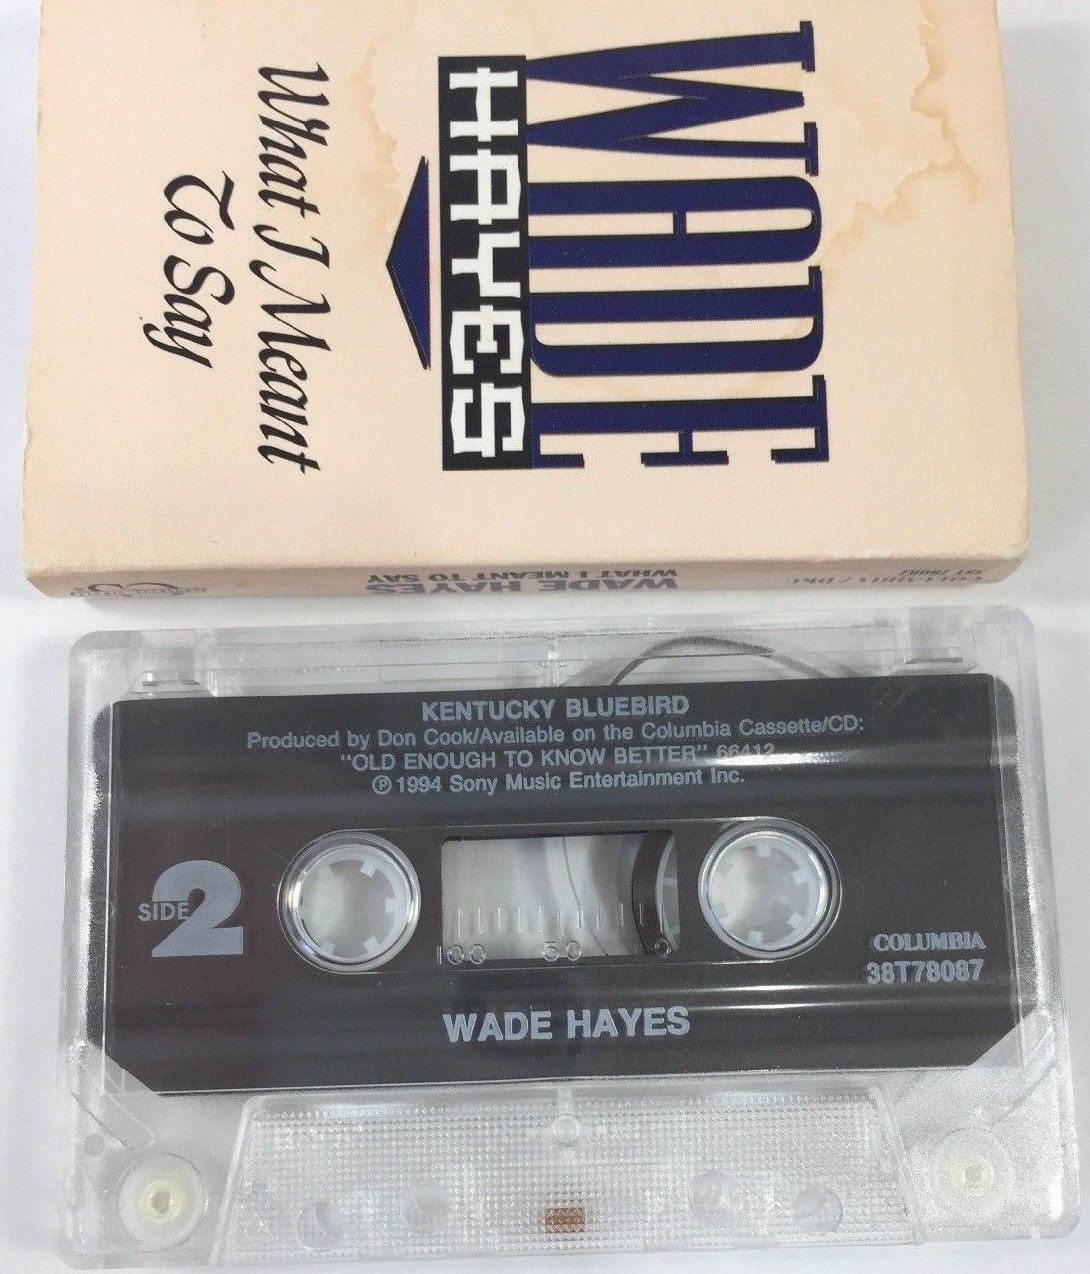 WADE
HAYES
What I Meant
To Say
WADE HAYES
WHAT I MEANT TO SAY
KENTUCKY BLUEBIRD
Produced by Don Cook/Available on the Columbia Cassette/CD:
"OLD ENOUGH TO KNOW BETTER" 66412
Ⓟ 1994 Sony Music Entertainment Inc.
SIDE 2
100 50 0
COLUMBIA
38T78087
WADE HAYES